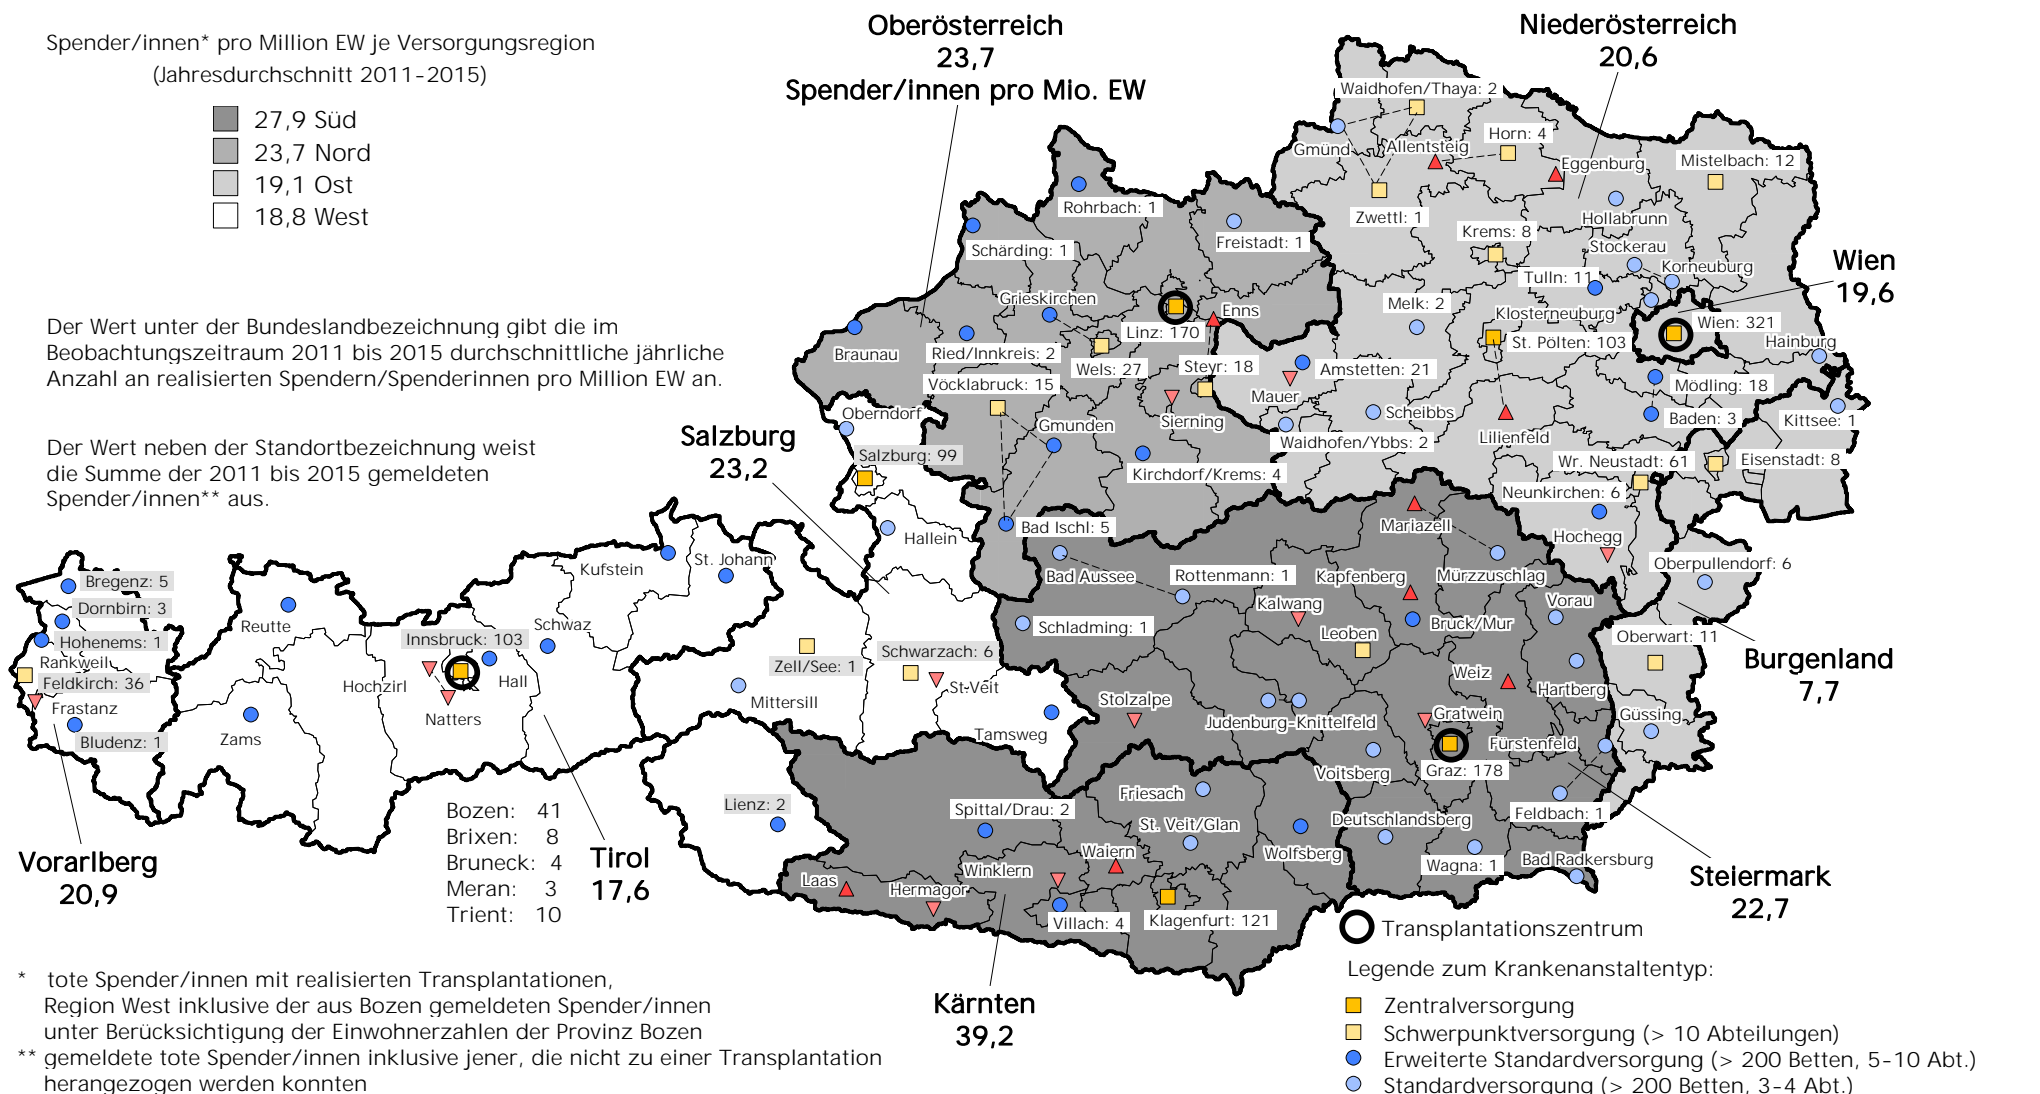 Spender/innen* pro Million EW je Versorgungsregion
(Jahresdurchschnitt 2011-2015)
27,9 Süd
23,7 Nord
19,1 Ost
18,8 West
Der Wert unter der Bundeslandbezeichnung gibt die im
Beobachtungszeitraum 2011 bis 2015 durchschnittliche jährliche
Anzahl an realisierten Spendern/Spenderinnen pro Million EW an.
Der Wert neben der Standortbezeichnung weist
die Summe der 2011 bis 2015 gemeldeten
Spender/innen** aus.
Oberösterreich
23,7
Spender/innen pro Mio. EW
Niederösterreich
20,6
Wien
19,6
Salzburg
23,2
Burgenland
7,7
Vorarlberg
20,9
Tirol
17,6
Steiermark
22,7
Kärnten
39,2
Waidhofen/Thaya: 2
Gmünd
Allentsteig
Horn: 4
Eggenburg
Mistelbach: 12
Zwettl: 1
Hollabrunn
Krems: 8
Stockerau
Korneuburg
Tulln: 11
Klosterneuburg
Melk: 2
St. Pölten: 103
Wien: 321
Hainburg
Amstetten: 21
Mauer
Scheibbs
Mödling: 18
Baden: 3
Kittsee: 1
Waidhofen/Ybbs: 2
Lilienfeld
Wr. Neustadt: 61
Eisenstadt: 8
Neunkirchen: 6
Hochegg
Oberpullendorf: 6
Oberwart: 11
Güssing
Rohrbach: 1
Schärding: 1
Freistadt: 1
Grieskirchen
Linz: 170
Enns
Braunau
Ried/Innkreis: 2
Wels: 27
Steyr: 18
Vöcklabruck: 15
Sierning
Gmunden
Kirchdorf/Krems: 4
Bad Ischl: 5
Oberndorf
Salzburg: 99
Hallein
Zell/See: 1
Schwarzach: 6
St-Veit
Mittersill
Tamsweg
Bad Aussee
Rottenmann: 1
Mariazell
Kapfenberg
Mürzzuschlag
Kalwang
Vorau
Schladming: 1
Leoben
Bruck/Mur
Weiz
Hartberg
Stolzalpe
Judenburg-Knittelfeld
Gratwein
Fürstenfeld
Voitsberg
Graz: 178
Feldbach: 1
Deutschlandsberg
Wagna: 1
Bad Radkersburg
Friesach
Spittal/Drau: 2
St. Veit/Glan
Wolfsberg
Waiern
Winklern
Laas
Hermagor
Villach: 4
Klagenfurt: 121
Kufstein
St. Johann
Reutte
Innsbruck: 103
Schwaz
Hochzirl
Hall
Natters
Zams
Lienz: 2
Bregenz: 5
Dornbirn: 3
Hohenems: 1
Rankweil
Feldkirch: 36
Frastanz
Bludenz: 1
Bozen: 41
Brixen: 8
Bruneck: 4
Meran: 3
Trient: 10
* tote Spender/innen mit realisierten Transplantationen,
Region West inklusive der aus Bozen gemeldeten Spender/innen
unter Berücksichtigung der Einwohnerzahlen der Provinz Bozen
** gemeldete tote Spender/innen inklusive jener, die nicht zu einer Transplantation
herangezogen werden konnten
Transplantationszentrum
Legende zum Krankenanstaltentyp:
Zentralversorgung
Schwerpunktversorgung (> 10 Abteilungen)
Erweiterte Standardversorgung (> 200 Betten, 5-10 Abt.)
Standardversorgung (> 200 Betten, 3-4 Abt.)